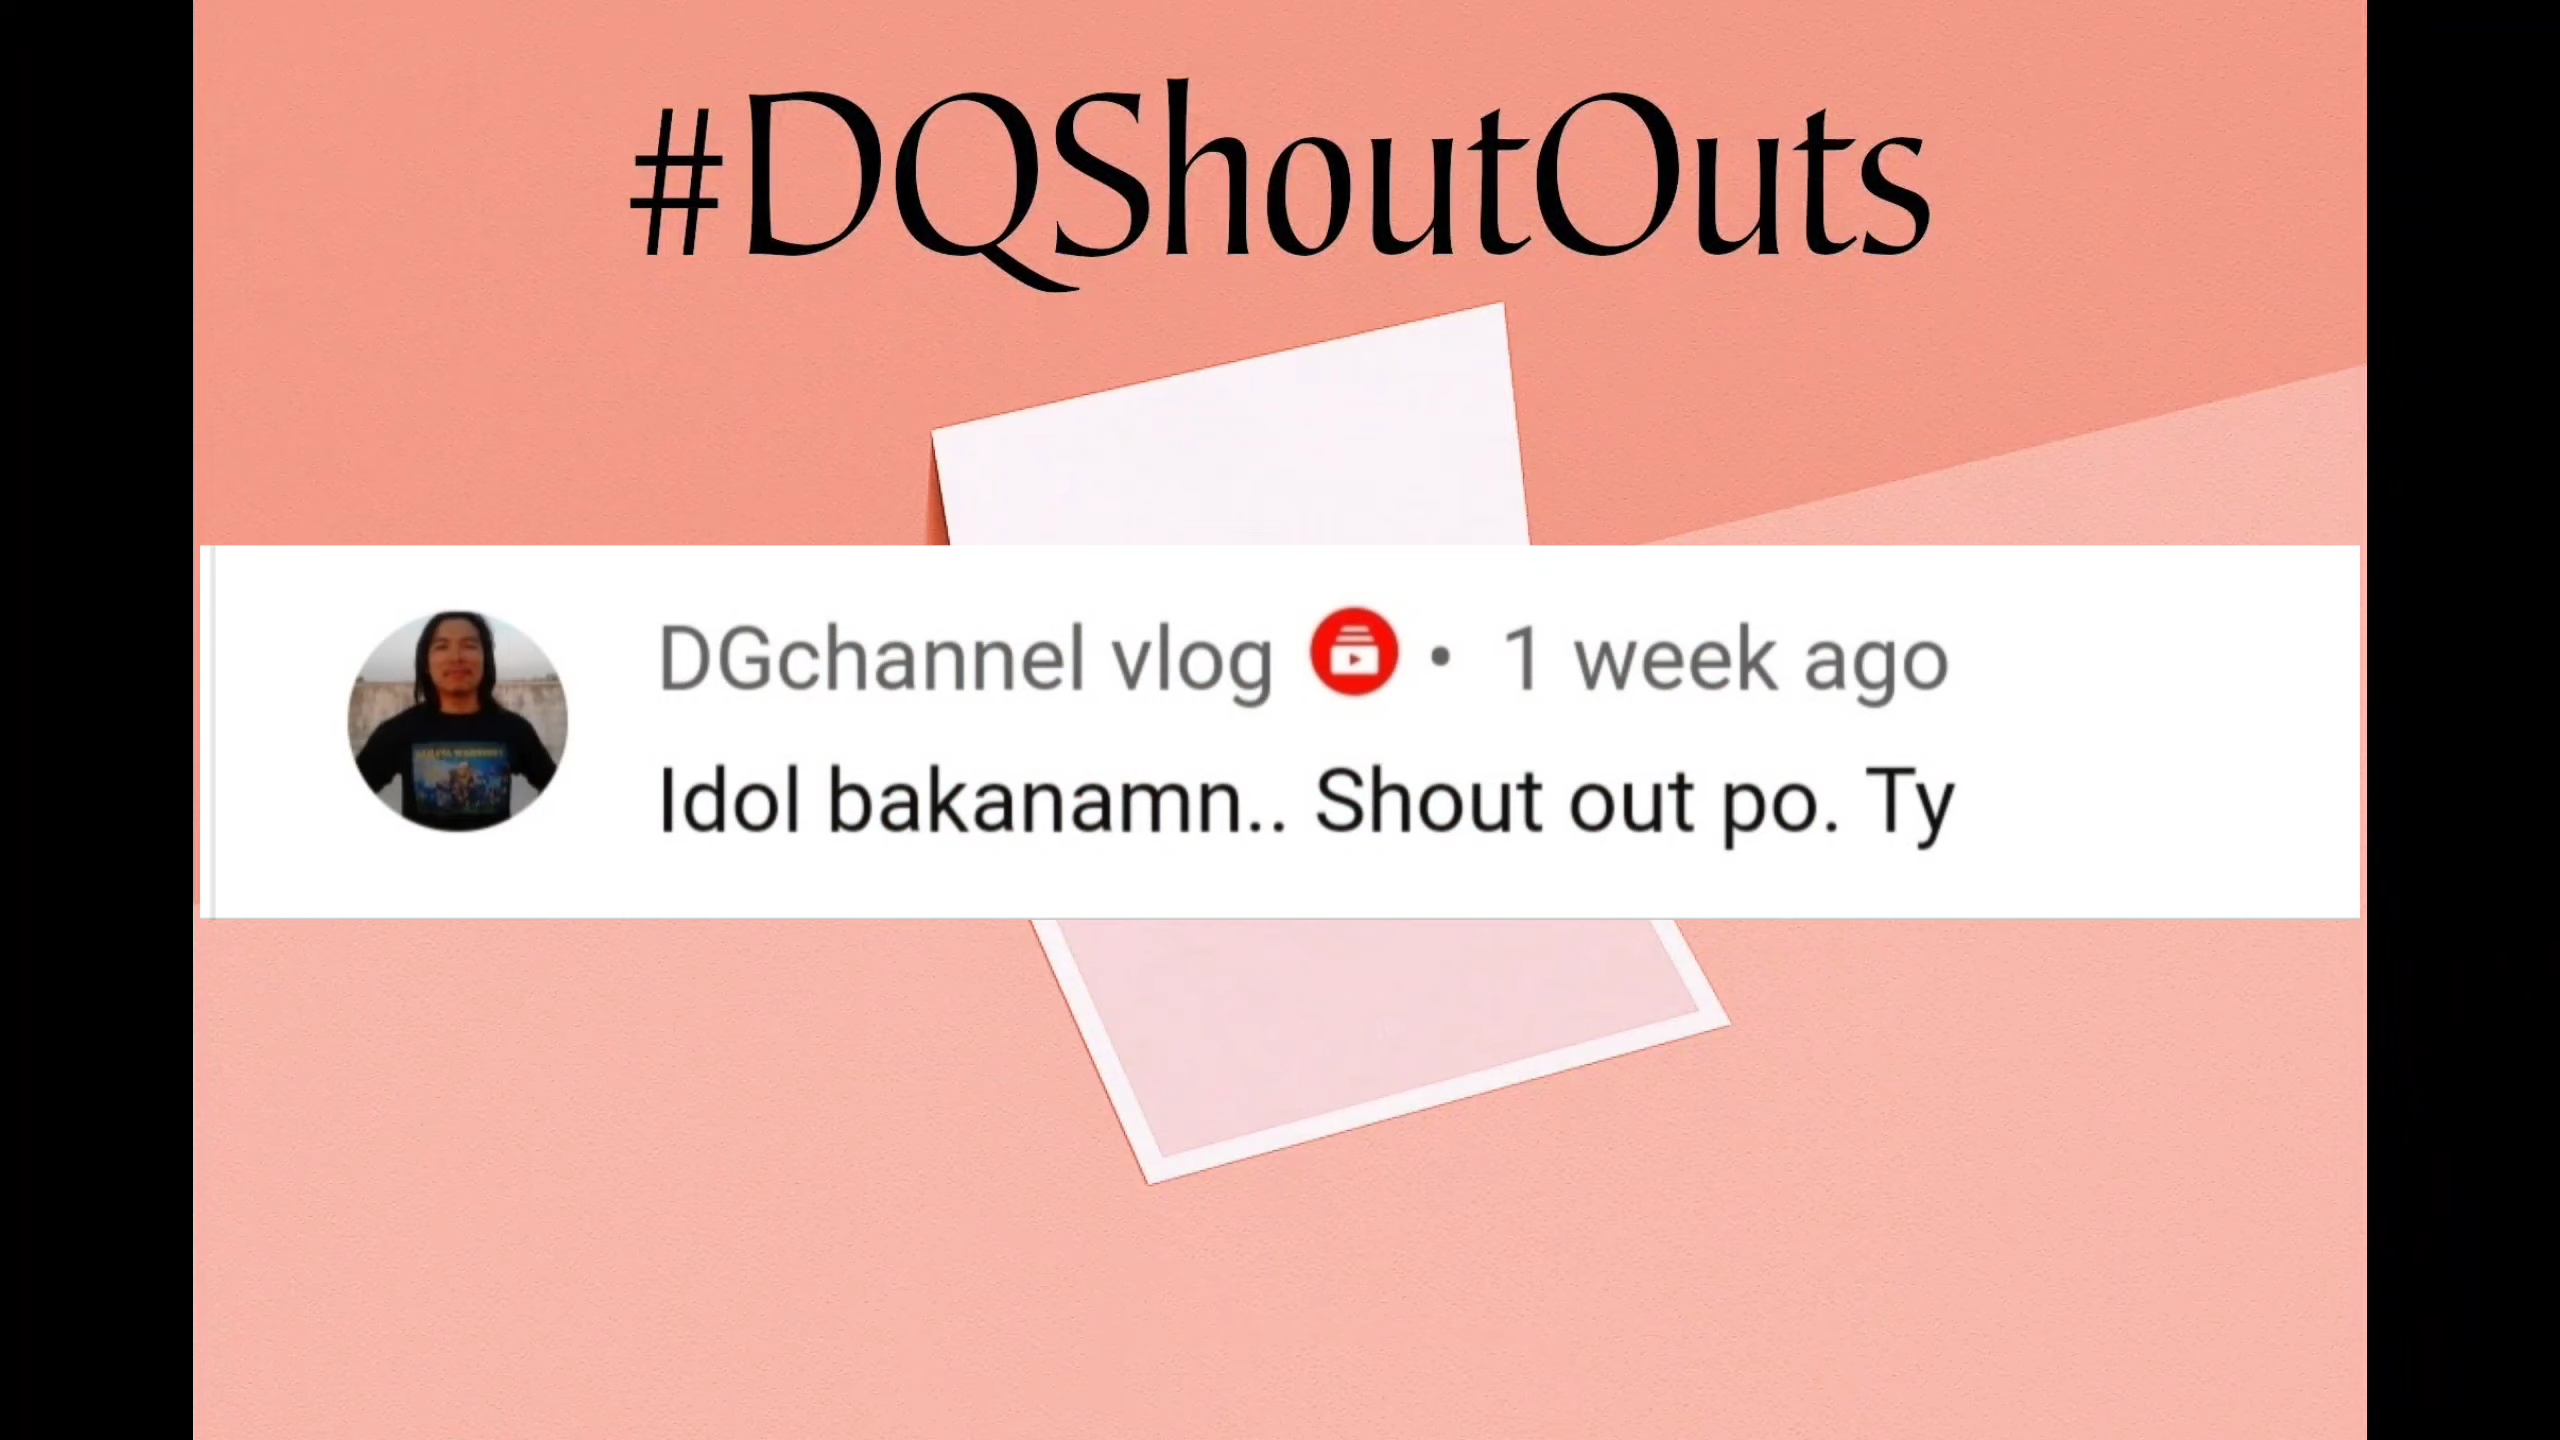 #DQShoutOuts
DGchannel vlog • 1 week ago
Idol bakanamn.. Shout out po. Ty